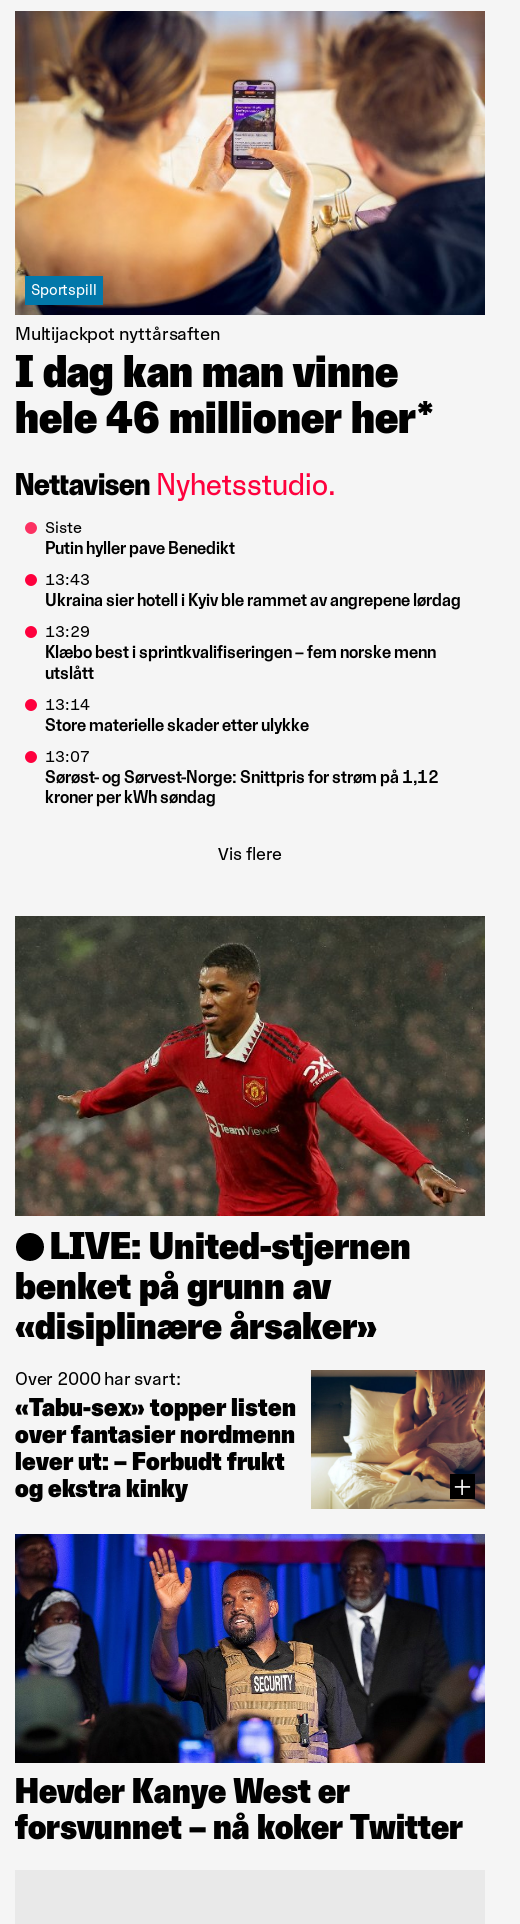 Sportspill
Multijackpot nyttårsaften
I dag kan man vinne
hele 46 millioner her*
Nettavisen Nyhetsstudio.
Siste
Putin hyller pave Benedikt
13:43
Ukraina sier hotell i Kyiv ble rammet av angrepene lørdag
13:29
Klæbo best i sprintkvalifiseringen – fem norske menn
utslått
13:14
Store materielle skader etter ulykke
13:07
Sørøst- og Sørvest-Norge: Snittpris for strøm på 1,12
kroner per kWh søndag
Vis flere
TeamViewer
DXC
TECHNOLOGY
LIVE: United-stjernen
benket på grunn av
«disiplinære årsaker»
Over 2000 har svart:
«Tabu-sex» topper listen
over fantasier nordmenn
lever ut: – Forbudt frukt
og ekstra kinky
SECURITY
Hevder Kanye West er
forsvunnet – nå koker Twitter